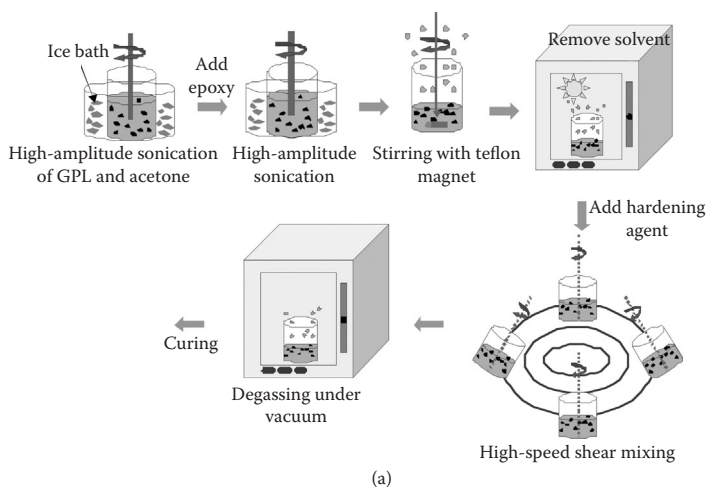 Ice bath
Add
epoxy
Remove solvent
High-amplitude sonication
of GPL and acetone
High-amplitude
sonication
Stirring with teflon
magnet
Add hardening
agent
Curing
Degassing under
vacuum
High-speed shear mixing
(a)